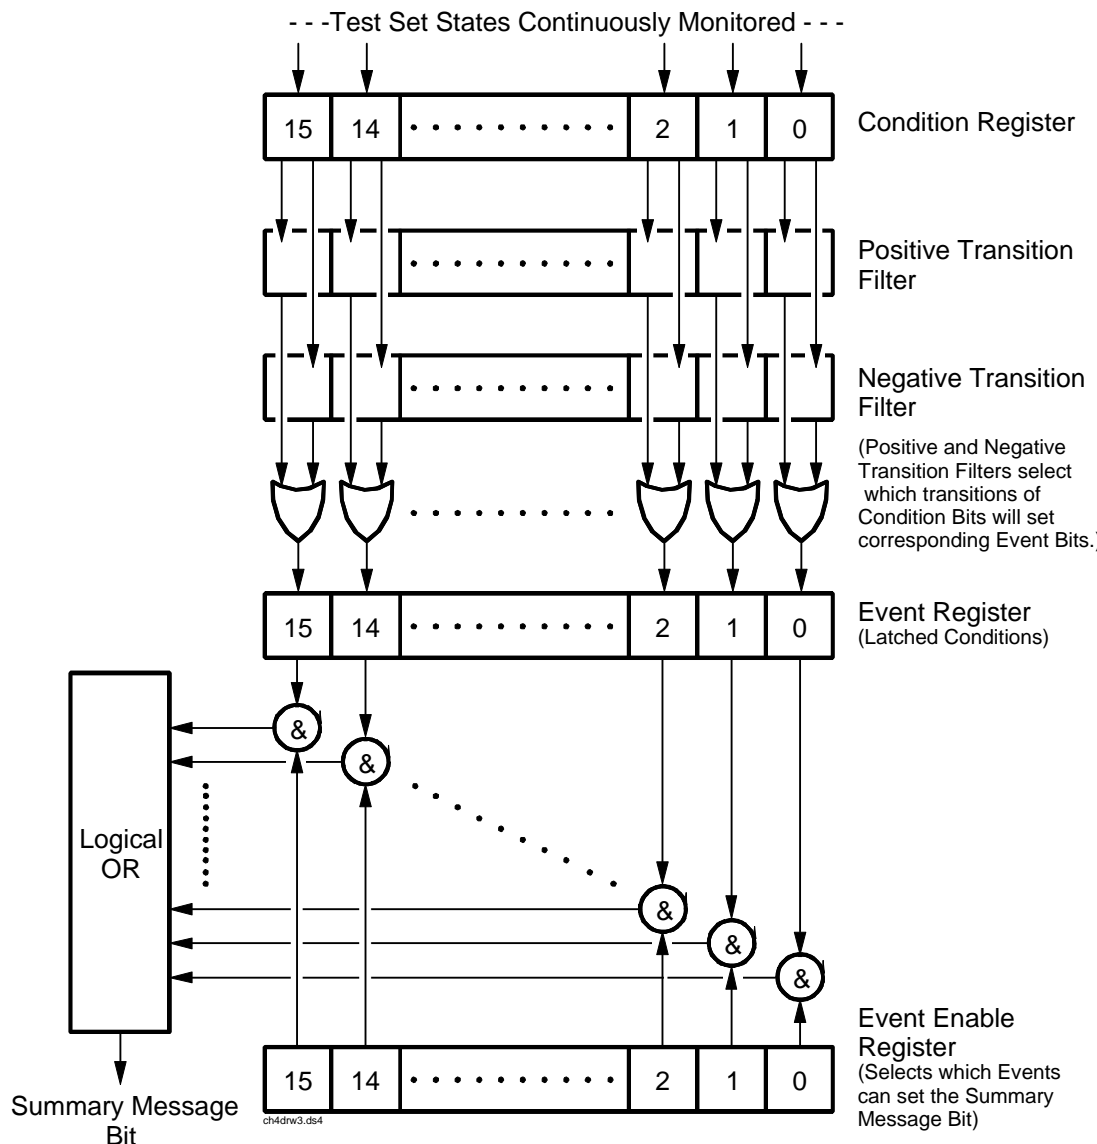 - - -Test Set States Continuously Monitored - - -
15 14 2 1 0
Condition Register
Positive Transition
Filter
Negative Transition
Filter
(Positive and Negative
Transition Filters select
which transitions of
Condition Bits will set
corresponding Event Bits.)
15 14 2 1 0
Event Register
(Latched Conditions)
&
&
Logical
OR
&
&
&
Event Enable
Register
(Selects which Events
can set the Summary
Message Bit)
15 14 2 1 0
Summary Message
Bit
ch4drw3.ds4